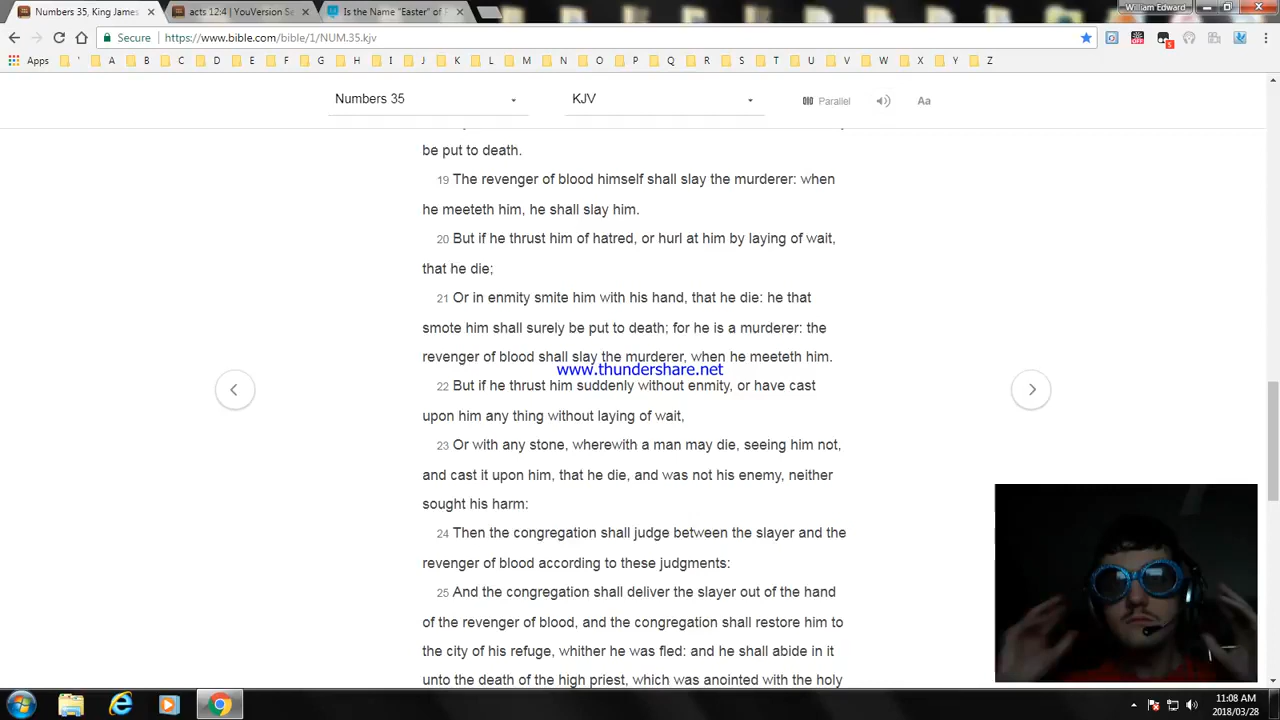 Numbers 35, King James
acts 12:4 | YouVersion Se
Is the Name "Easter" of
William Edward
Secure
https://www.bible.com/bible/1/NUM.35.kjv
Apps ' A B C D E F G H I J K L M N O P Q R S T U V W X Y Z
Numbers 35
KJV
Parallel
Aa
be put to death.
19 The revenger of blood himself shall slay the murderer: when
he meeteth him, he shall slay him.
20 But if he thrust him of hatred, or hurl at him by laying of wait,
that he die;
21 Or in enmity smite him with his hand, that he die: he that
smote him shall surely be put to death; for he is a murderer: the
revenger of blood shall slay the murderer, when he meeteth him.
www.thundershare.net
22 But if he thrust him suddenly without enmity, or have cast
upon him any thing without laying of wait,
23 Or with any stone, wherewith a man may die, seeing him not,
and cast it upon him, that he die, and was not his enemy, neither
sought his harm:
24 Then the congregation shall judge between the slayer and the
revenger of blood according to these judgments:
25 And the congregation shall deliver the slayer out of the hand
of the revenger of blood, and the congregation shall restore him to
the city of his refuge, whither he was fled: and he shall abide in it
unto the death of the high priest, which was anointed with the holy
11:08 AM
2018/03/28